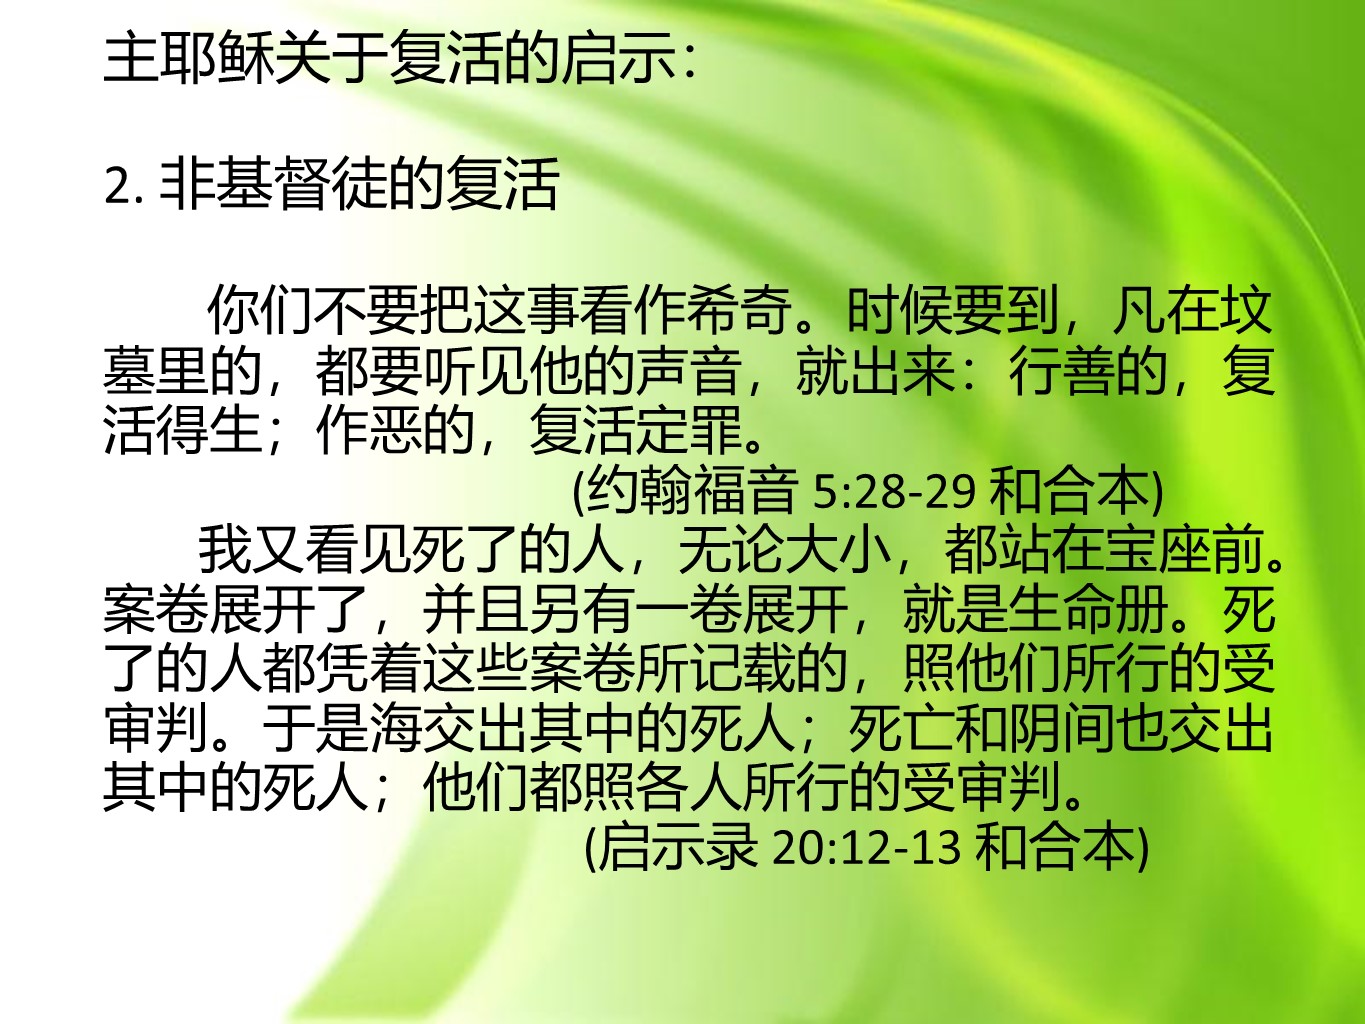 主耶稣关于复活的启示：
2. 非基督徒的复活
你们不要把这事看作希奇。时候要到，凡在坟
墓里的，都要听见他的声音，就出来：行善的，复
活得生；作恶的，复活定罪。
(约翰福音 5:28-29 和合本)
我又看见死了的人，无论大小，都站在宝座前。
案卷展开了，并且另有一卷展开，就是生命册。死
了的人都凭着这些案卷所记载的，照他们所行的受
审判。于是海交出其中的死人；死亡和阴间也交出
其中的死人；他们都照各人所行的受审判。
(启示录 20:12-13 和合本)